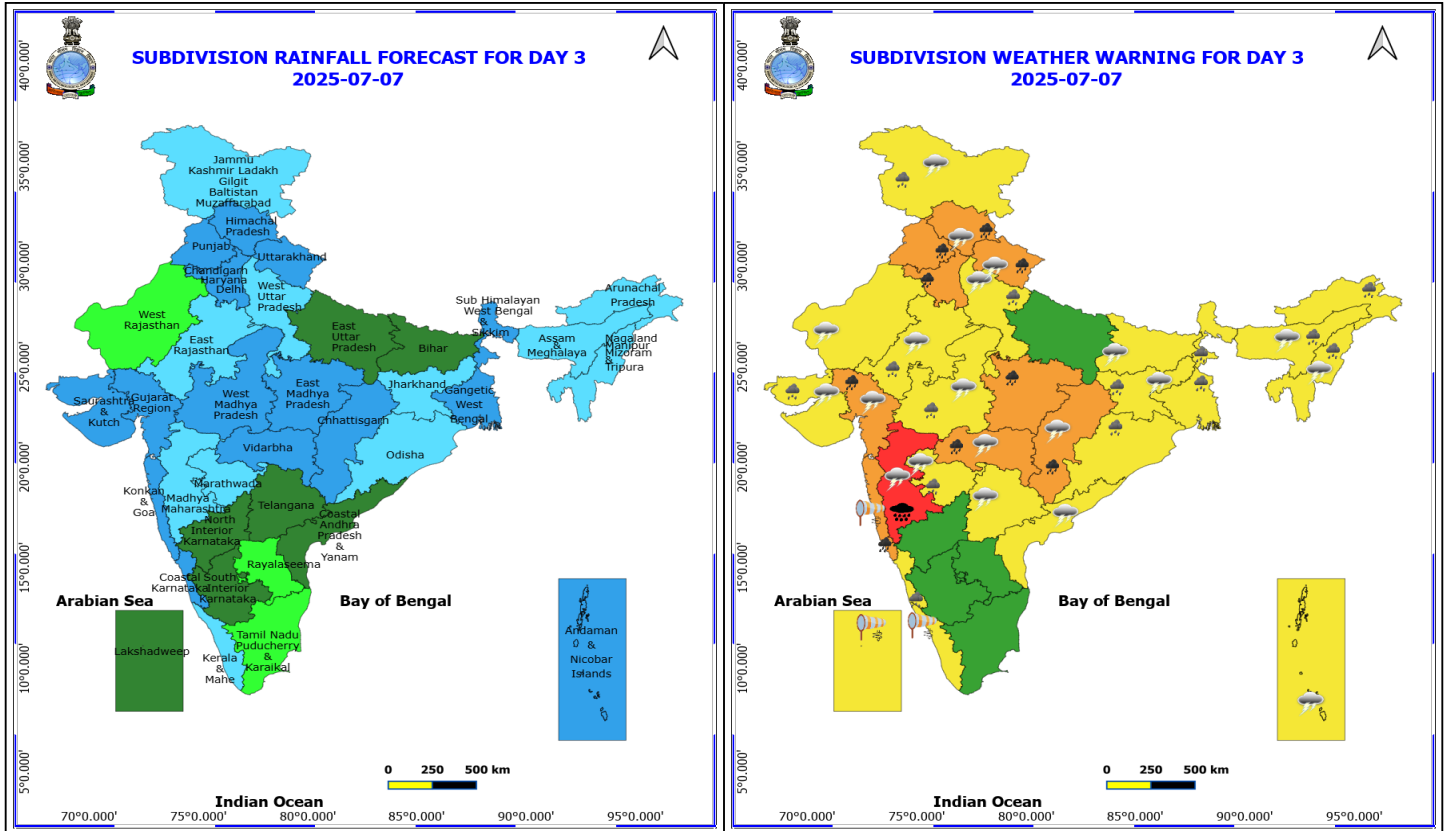 SUBDIVISION RAINFALL FORECAST FOR DAY 3
2025-07-07
40°0.000'
35°0.000'
30°0.000'
25°0.000'
20°0.000'
15°0.000'
10°0.000'
5°0.000'
Jammu
Kashmir Ladakh
Gilgit
Baltistan
Muzaffarabad
Himachal
Pradesh
Punjab
Uttarakhand
Chandigarh
Haryana
Delhi
West
Uttar
Pradesh
Arunachal
Pradesh
Sub Himalayan
West Bengal
&
Sikkim
West
Rajasthan
East
Uttar
Pradesh
Bihar
East
Rajasthan
Assam
&
Meghalaya
Nagaland
Manipur
Mizoram
&
Tripura
Jharkhand
Gangetic
West
Bengal
Saurashtra
&
Kutch
Gujarat
Region
West
Madhya
Pradesh
East
Madhya
Pradesh
Chhattisgarh
Vidarbha
Odisha
Konkan
&
Goa
Marathwada
Madhya
Maharashtra
Telangana
North
Interior
Karnataka
Coastal
Andhra
Pradesh
&
Yanam
Rayalaseema
Coastal
Karnataka
South
Interior
Karnataka
Arabian Sea
Bay of Bengal
Lakshadweep
Tamil Nadu
Puducherry
&
Karaikal
Kerala
&
Mahe
Andaman
&
Nicobar
Islands
0 250 500 km
Indian Ocean
70°0.000' 75°0.000' 80°0.000' 85°0.000' 90°0.000' 95°0.000'
SUBDIVISION WEATHER WARNING FOR DAY 3
2025-07-07
40°0.000'
35°0.000'
30°0.000'
25°0.000'
20°0.000'
15°0.000'
10°0.000'
5°0.000'
Arabian Sea
Bay of Bengal
0 250 500 km
Indian Ocean
70°0.000' 75°0.000' 80°0.000' 85°0.000' 90°0.000' 95°0.000'